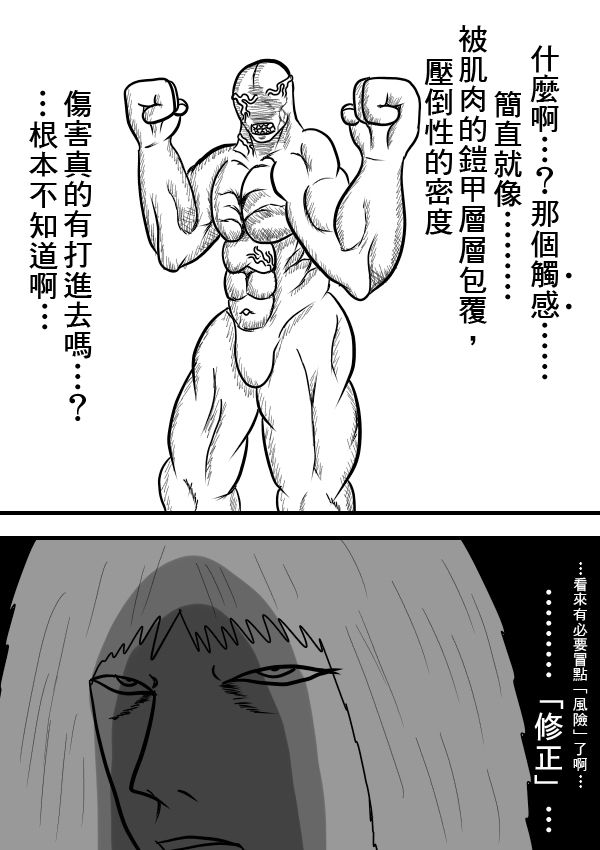 什麼啊…？那個觸感……
簡直就像………
被肌肉的鎧甲層層包覆，
壓倒性的密度
傷害真的有打進去嗎…？
…根本不知道啊…
…看來有必要冒點「風險」了啊…
………「修正」…